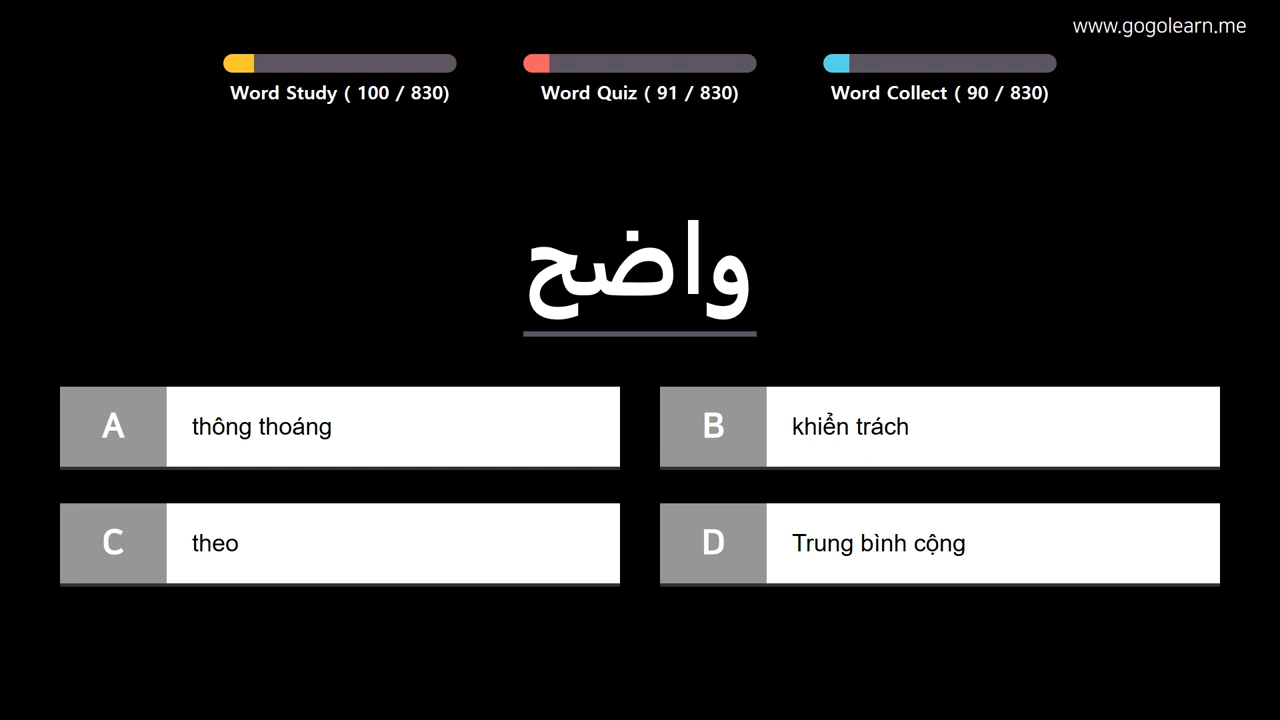 www.gogolearn.me
Word Study ( 100 / 830)
Word Quiz ( 91 / 830)
Word Collect ( 90 / 830)
واضح
A thông thoáng
B khiển trách
C theo
D Trung bình cộng